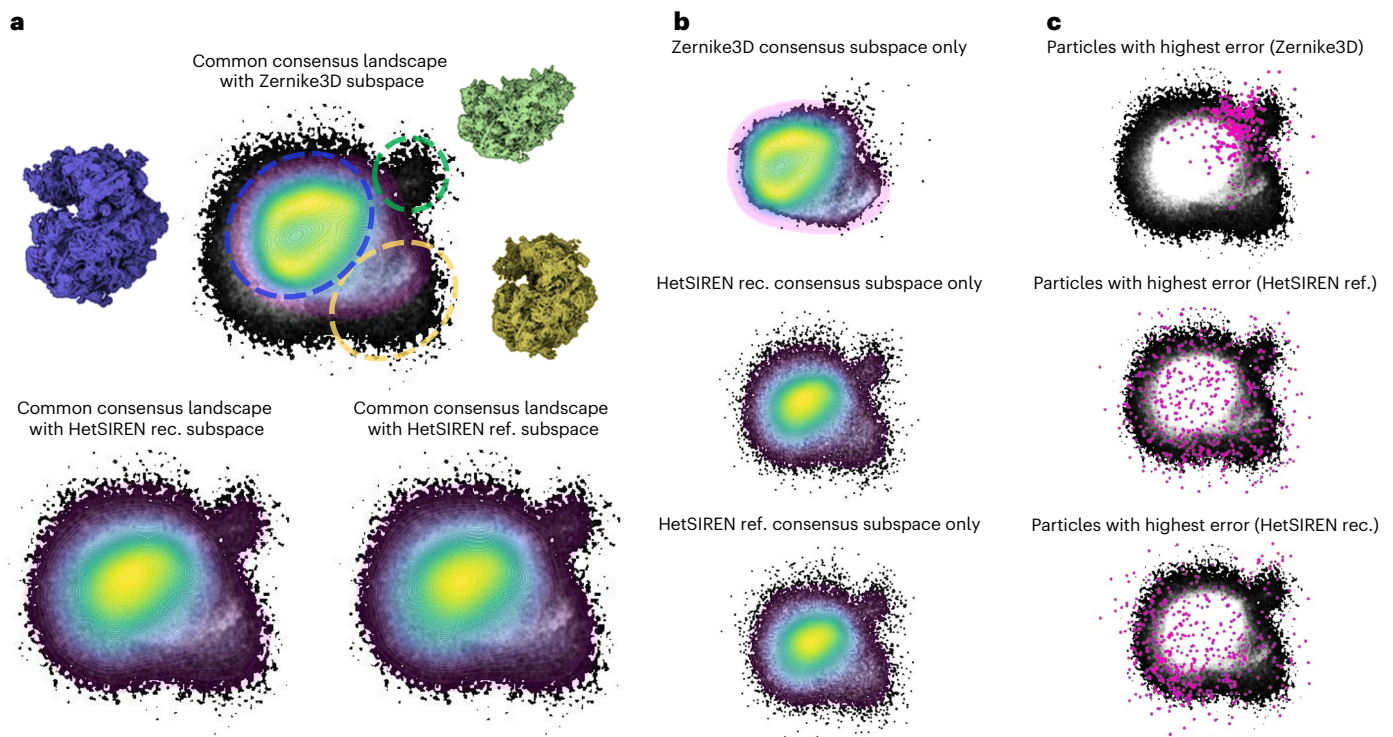 a
Common consensus landscape
with Zernike3D subspace
Common consensus landscape
with HetSIREN rec. subspace
Common consensus landscape
with HetSIREN ref. subspace
b
Zernike3D consensus subspace only
HetSIREN rec. consensus subspace only
HetSIREN ref. consensus subspace only
c
Particles with highest error (Zernike3D)
Particles with highest error (HetSIREN ref.)
Particles with highest error (HetSIREN rec.)